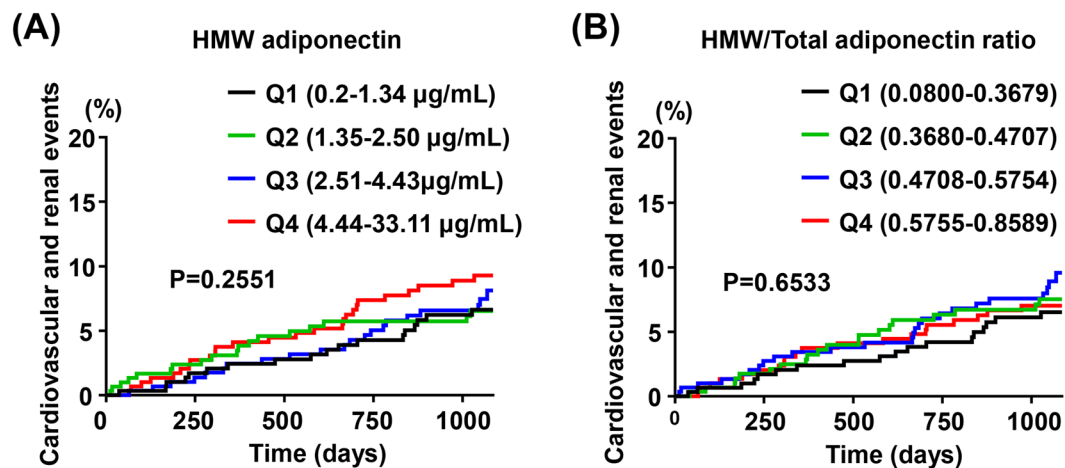 (A)
HMW adiponectin
Cardiovascular and renal events
(%)
Q1 (0.2-1.34 µg/mL)
Q2 (1.35-2.50 µg/mL)
Q3 (2.51-4.43µg/mL)
Q4 (4.44-33.11 µg/mL)
P=0.2551
20
15
10
5
0
0
250
500
750
1000
Time (days)
(B)
HMW/Total adiponectin ratio
Cardiovascular and renal events
(%)
Q1 (0.0800-0.3679)
Q2 (0.3680-0.4707)
Q3 (0.4708-0.5754)
Q4 (0.5755-0.8589)
P=0.6533
20
15
10
5
0
0
250
500
750
1000
Time (days)